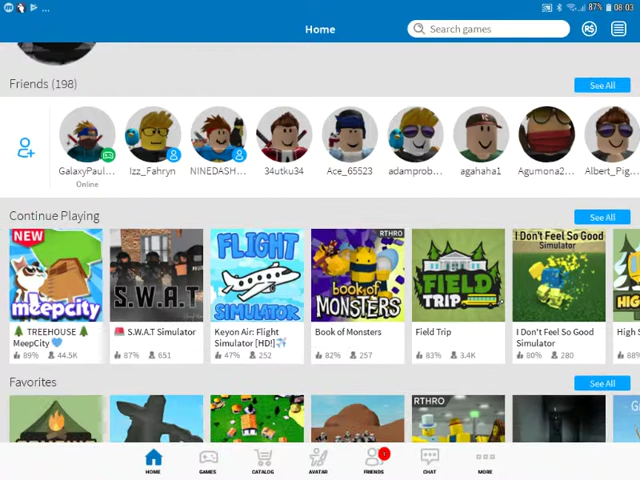 87% 08:03
Home
Search games
R$
Friends (198)
See All
GalaxyPaul...
Izz_Fahryn
NINEDASH...
34utku34
Ace_65523
adamprob...
agahaha1
Agumona2...
Albert_Pig...
Online
Continue Playing
See All
NEW
meepcity
S.W.A.T
FLIGHT
SIMULATOR
RTHRO
book of
MONSTERS
FIELD
TRIP
I Don't Feel So Good
Simulator
HIG
🌲 TREEHOUSE 🌲
MeepCity 💙
🚨 S.W.A.T Simulator
Keyon Air: Flight
Simulator [HD!]✈️
Book of Monsters
Field Trip
I Don't Feel So Good
Simulator
High S
89% 44.5K
87% 651
47% 252
82% 257
83% 3.4K
80% 280
88%
Favorites
See All
RTHRO
HOME
GAMES
CATALOG
AVATAR
FRIENDS
CHAT
MORE